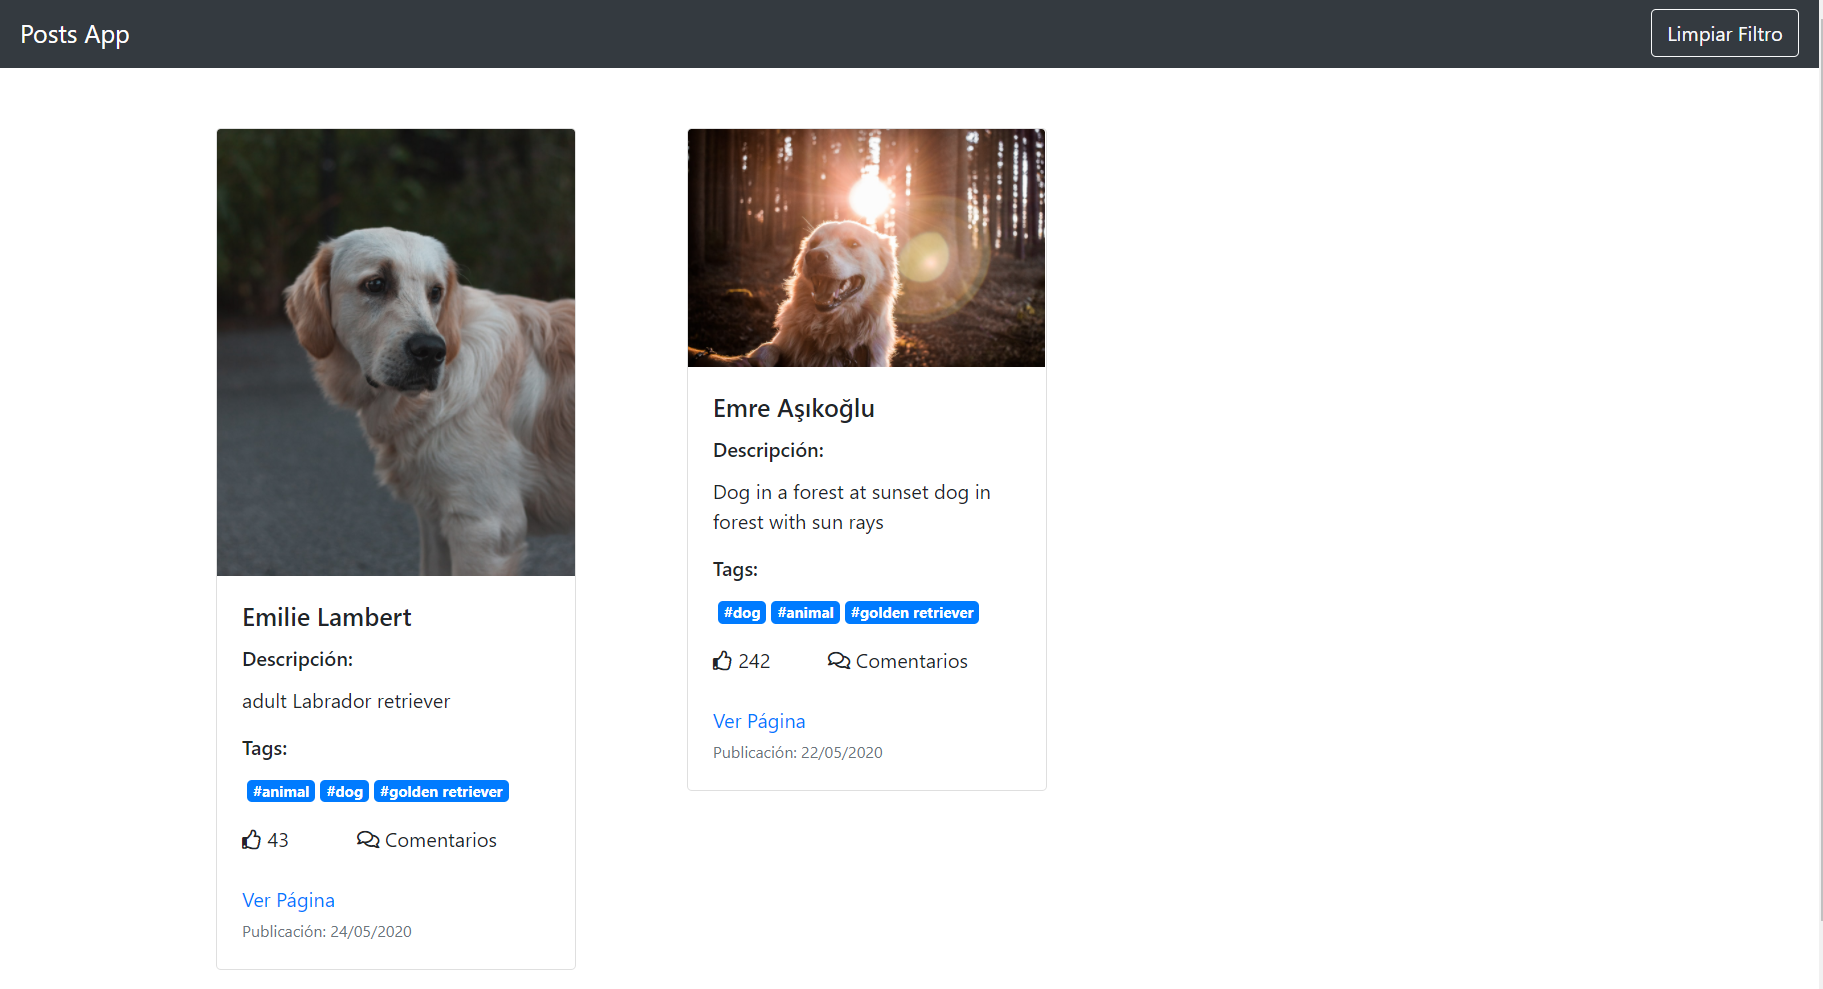 Posts App
Limpiar Filtro
Emilie Lambert
Descripción:
adult Labrador retriever
Tags:
#animal #dog #golden retriever
43 Comentarios
Ver Página
Publicación: 24/05/2020
Emre Aşıkoğlu
Descripción:
Dog in a forest at sunset dog in
forest with sun rays
Tags:
#dog #animal #golden retriever
242 Comentarios
Ver Página
Publicación: 22/05/2020